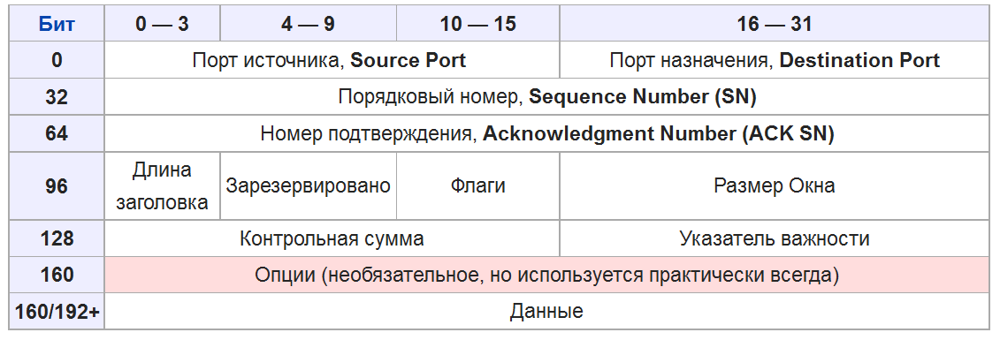 Бит 0 — 3 4 — 9 10 — 15 16 — 31
0 Порт источника, Source Port Порт назначения, Destination Port
32 Порядковый номер, Sequence Number (SN)
64 Номер подтверждения, Acknowledgment Number (ACK SN)
96 Длина заголовка Зарезервировано Флаги Размер Окна
128 Контрольная сумма Указатель важности
160 Опции (необязательное, но используется практически всегда)
160/192+ Данные